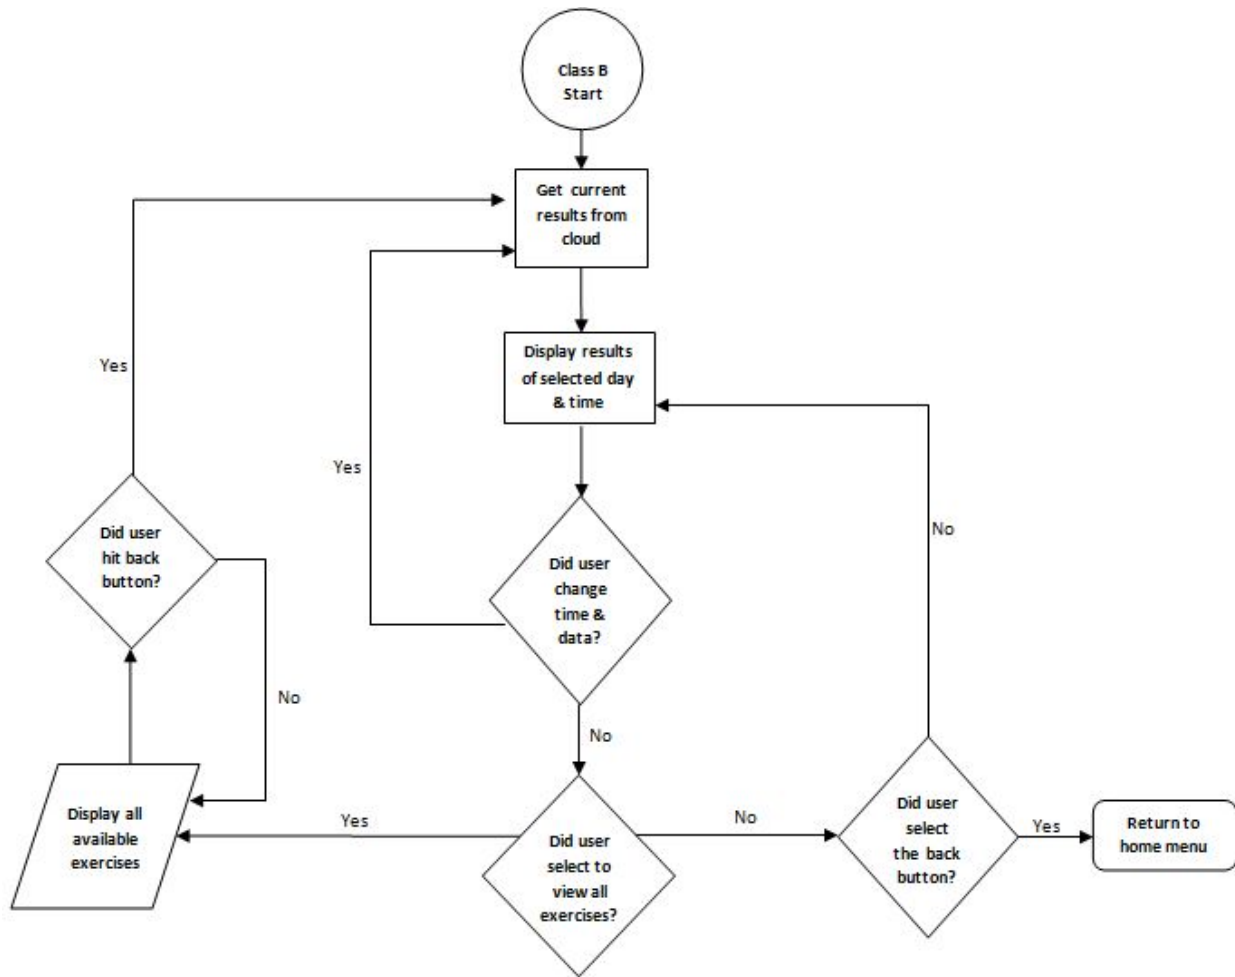 Class B
Start
Get current
results from
cloud
Yes
Display results
of selected day
& time
Yes
Did user
hit back
button?
No
Did user
change
time &
data?
No
No
Display all
available
exercises
Yes
Did user
select to
view all
exercises?
No
Did user
select
the back
button?
Yes
Return to
home menu